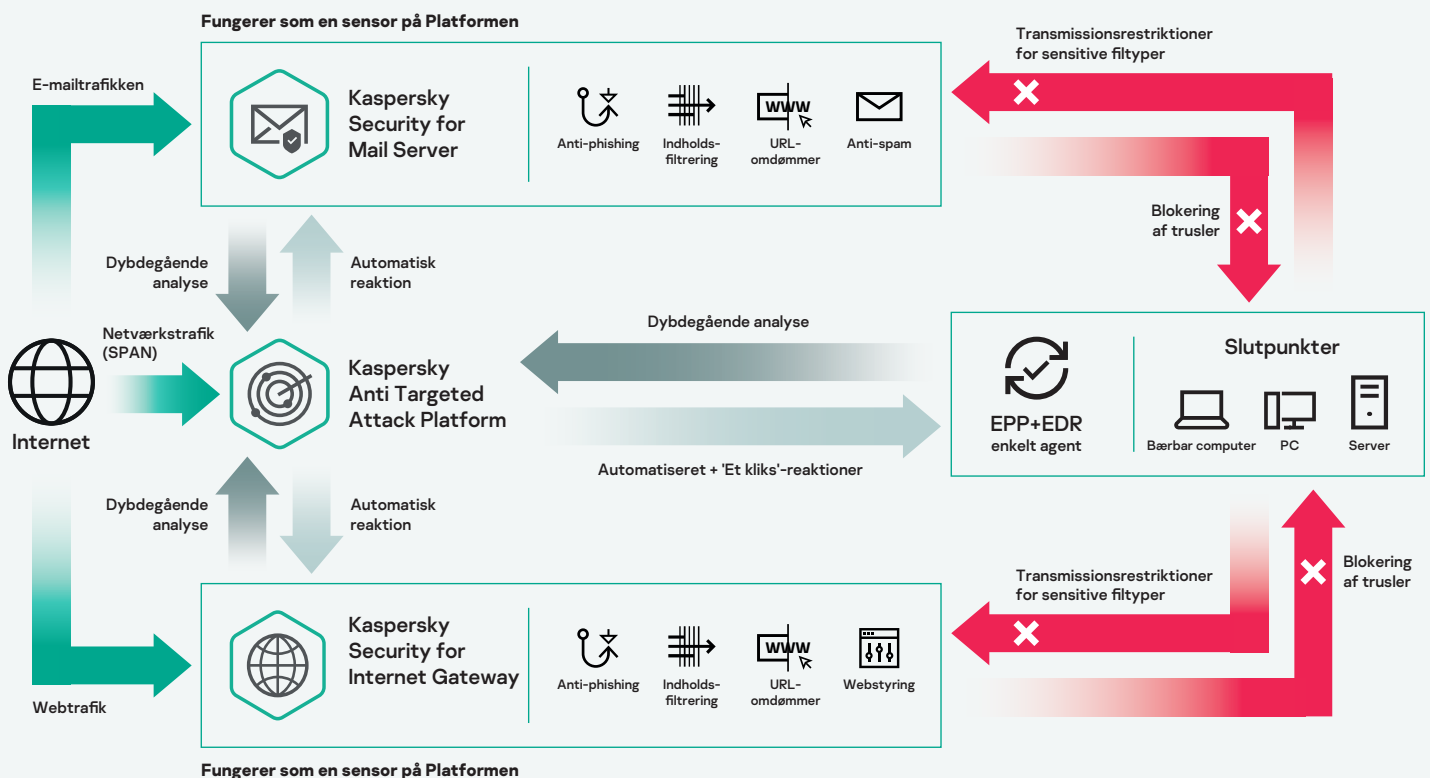 Fungerer som en sensor på Platformen
E-mailtrafikken
Kaspersky
Security for
Mail Server
Anti-phishing
Indholds-
filtrering
www
URL-
omdømmer
Anti-spam
Transmissionsrestriktioner
for sensitive filtyper
Blokering
af trusler
Dybdegående
analyse
Automatisk
reaktion
Netværkstrafik
(SPAN)
Internet
Kaspersky
Anti Targeted
Attack Platform
Dybdegående analyse
Automatiseret + 'Et kliks'-reaktioner
EPP+EDR
enkelt agent
Slutpunkter
Bærbar computer
PC
Server
Dybdegående
analyse
Automatisk
reaktion
Transmissionsrestriktioner
for sensitive filtyper
Blokering
af trusler
Webtrafik
Kaspersky
Security for
Internet Gateway
Anti-phishing
Indholds-
filtrering
www
URL-
omdømmer
Webstyring
Fungerer som en sensor på Platformen